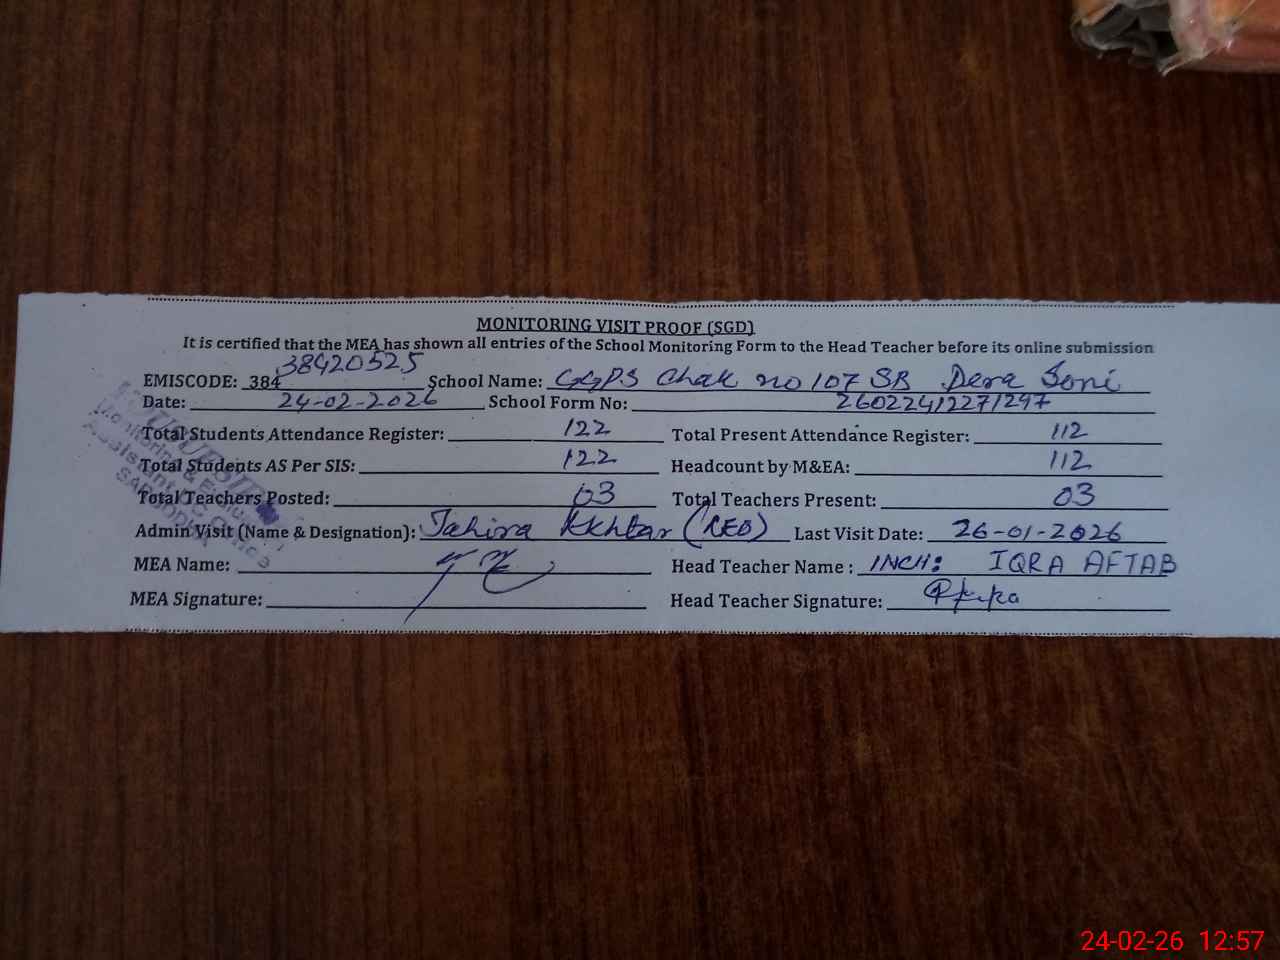 MONITORING VISIT PROOF (SGD)
It is certified that the MEA has shown all entries of the School Monitoring Form to the Head Teacher before its online submission
EMISCODE: 384 38420525 School Name: GGPS Chak no 107 SB Dera Soni
Date: 24-02-2026 School Form No: 26022412271297
Total Students Attendance Register: 122 Total Present Attendance Register: 112
Total Students AS Per SIS: 122 Headcount by M&EA: 112
Total Teachers Posted: 03 Total Teachers Present: 03
Admin Visit (Name & Designation): Tahira Akhtar Last Visit Date: 26-01-2026
MEA Name: Head Teacher Name : INCH: IQRA AFTAB
MEA Signature: Head Teacher Signature:
Monitoring & Evaluation
Assistant
24-02-26 12:57